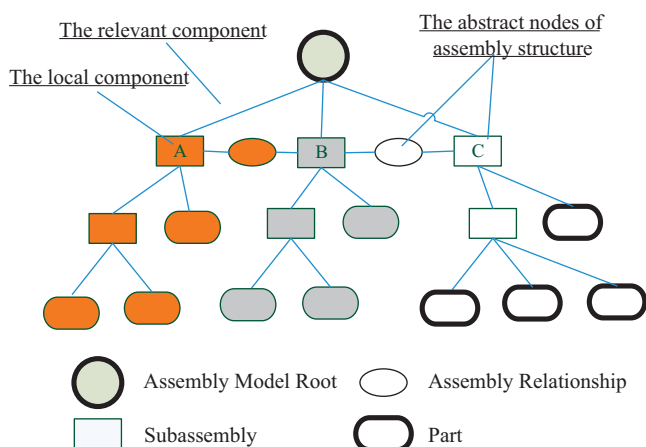 The relevant component
The abstract nodes of
assembly structure
The local component
A
B
C
Assembly Model Root
Assembly Relationship
Subassembly
Part